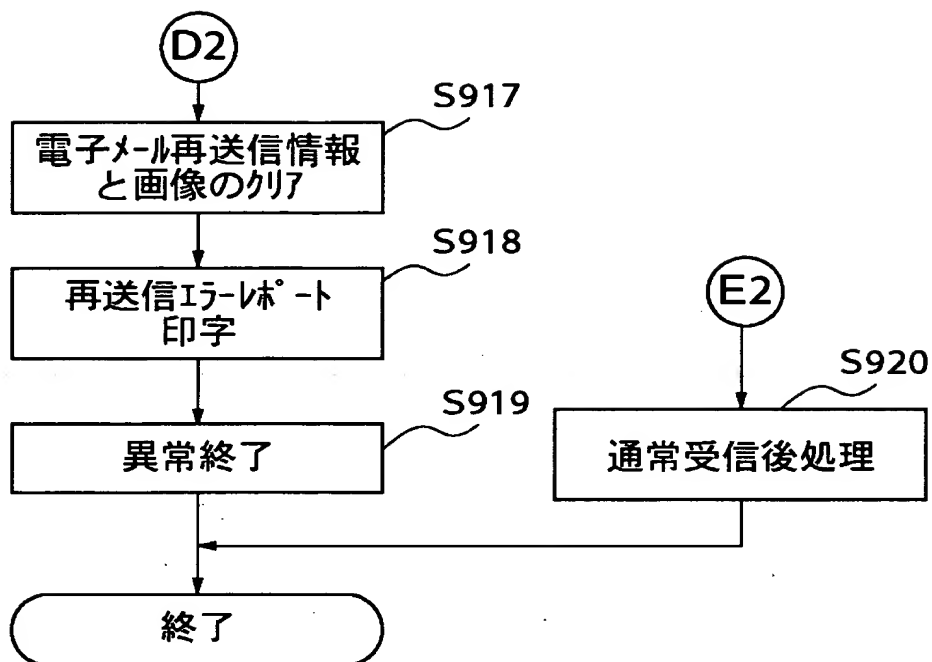 D2
S917
電子ﾒｰﾙ再送信情報
と画像のｸﾘｱ
S918
再送信ｴﾗｰﾚﾎﾟｰﾄ
印字
E2
S919
異常終了
S920
通常受信後処理
終了